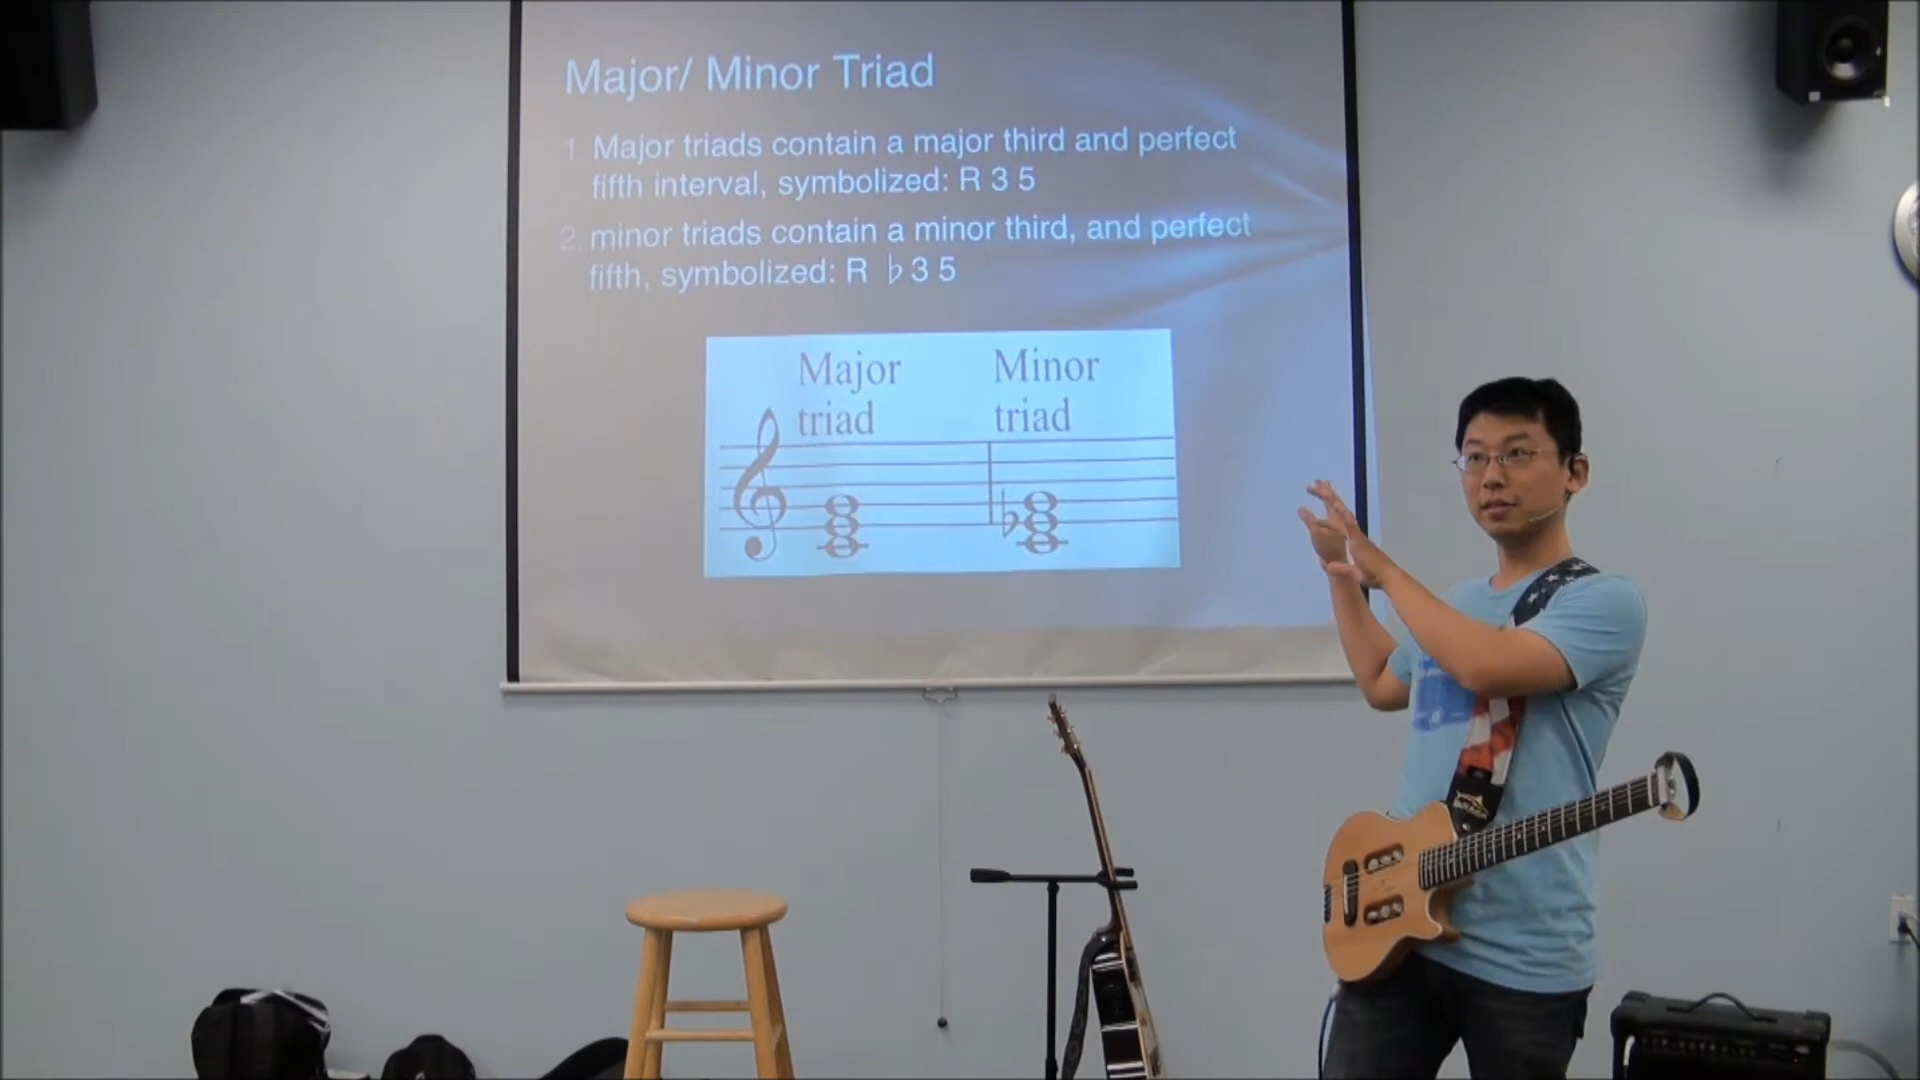 Major/ Minor Triad
1 Major triads contain a major third and perfect
fifth interval, symbolized: R 3 5
2. minor triads contain a minor third, and perfect
fifth, symbolized: R ♭3 5
Major Minor
triad triad